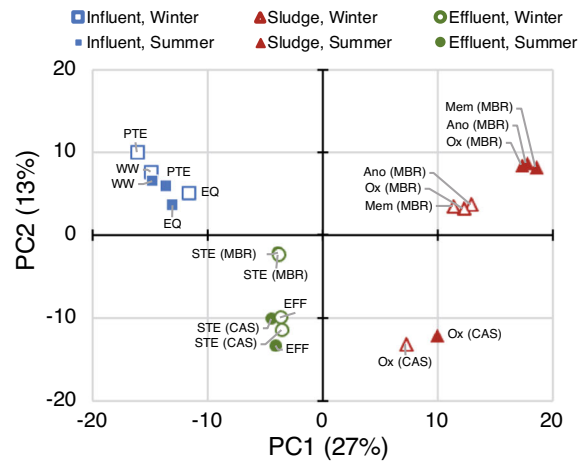 Influent, Winter
Sludge, Winter
Effluent, Winter
Influent, Summer
Sludge, Summer
Effluent, Summer
20
PTE
Mem (MBR)
Ano (MBR)
Ox (MBR)
10
WW
PTE
WW
EQ
Ano (MBR)
Ox (MBR)
Mem (MBR)
EQ
0
STE (MBR)
STE (MBR)
-10
EFF
STE (CAS)
STE (CAS)
EFF
Ox (CAS)
Ox (CAS)
-20
-20
-10
0
10
20
PC2 (13%)
PC1 (27%)